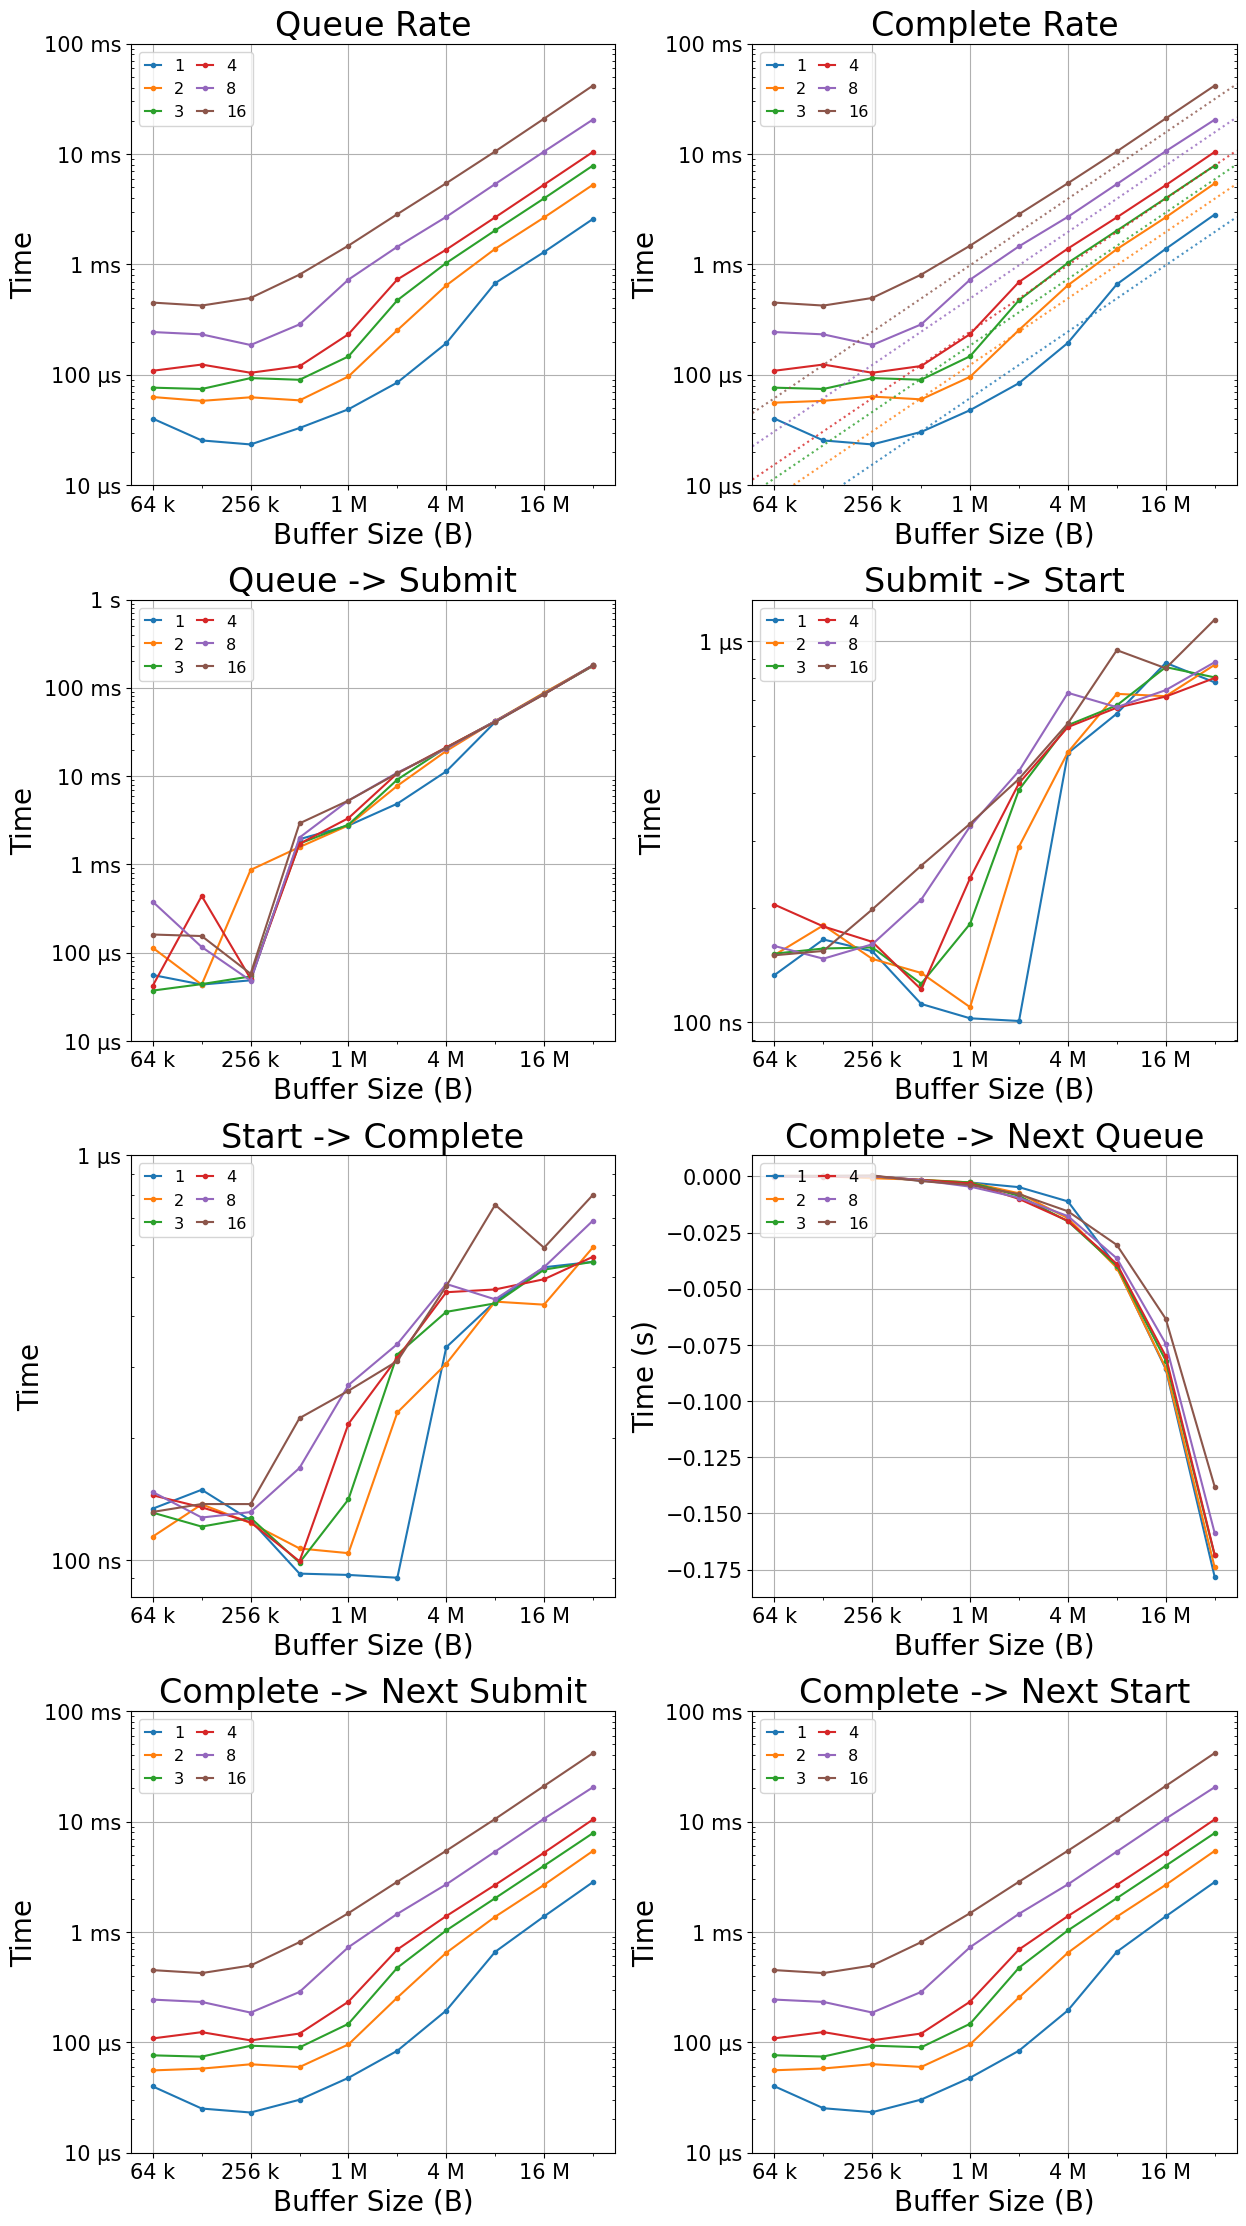 Queue Rate
100 ms
10 ms
1 ms
100 µs
10 µs
Time
1 4
2 8
3 16
64 k 256 k 1 M 4 M 16 M
Buffer Size (B)
Complete Rate
100 ms
10 ms
1 ms
100 µs
10 µs
Time
1 4
2 8
3 16
64 k 256 k 1 M 4 M 16 M
Buffer Size (B)
Queue -> Submit
1 s
100 ms
10 ms
1 ms
100 µs
10 µs
Time
1 4
2 8
3 16
64 k 256 k 1 M 4 M 16 M
Buffer Size (B)
Submit -> Start
1 µs
100 ns
Time
1 4
2 8
3 16
64 k 256 k 1 M 4 M 16 M
Buffer Size (B)
Start -> Complete
1 µs
100 ns
Time
1 4
2 8
3 16
64 k 256 k 1 M 4 M 16 M
Buffer Size (B)
Complete -> Next Queue
0.000
−0.025
−0.050
−0.075
−0.100
−0.125
−0.150
−0.175
Time (s)
1 4
2 8
3 16
64 k 256 k 1 M 4 M 16 M
Buffer Size (B)
Complete -> Next Submit
100 ms
10 ms
1 ms
100 µs
10 µs
Time
1 4
2 8
3 16
64 k 256 k 1 M 4 M 16 M
Buffer Size (B)
Complete -> Next Start
100 ms
10 ms
1 ms
100 µs
10 µs
Time
1 4
2 8
3 16
64 k 256 k 1 M 4 M 16 M
Buffer Size (B)